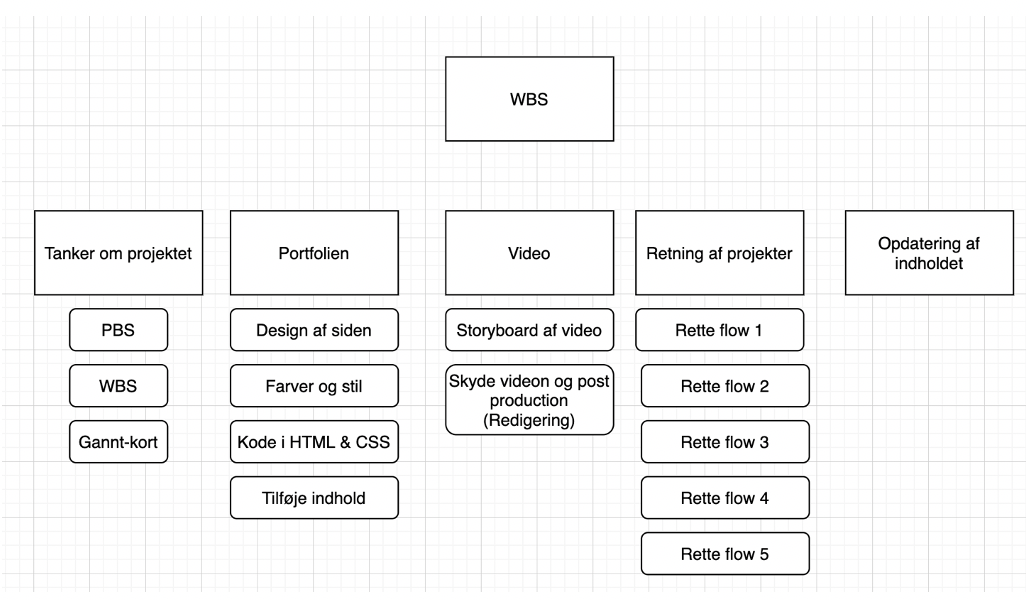 WBS
Tanker om projektet
PBS
WBS
Gannt-kort
Portfolien
Design af siden
Farver og stil
Kode i HTML & CSS
Tilføje indhold
Video
Storyboard af video
Skyde videon og post
production
(Redigering)
Retning af projekter
Rette flow 1
Rette flow 2
Rette flow 3
Rette flow 4
Rette flow 5
Opdatering af
indholdet